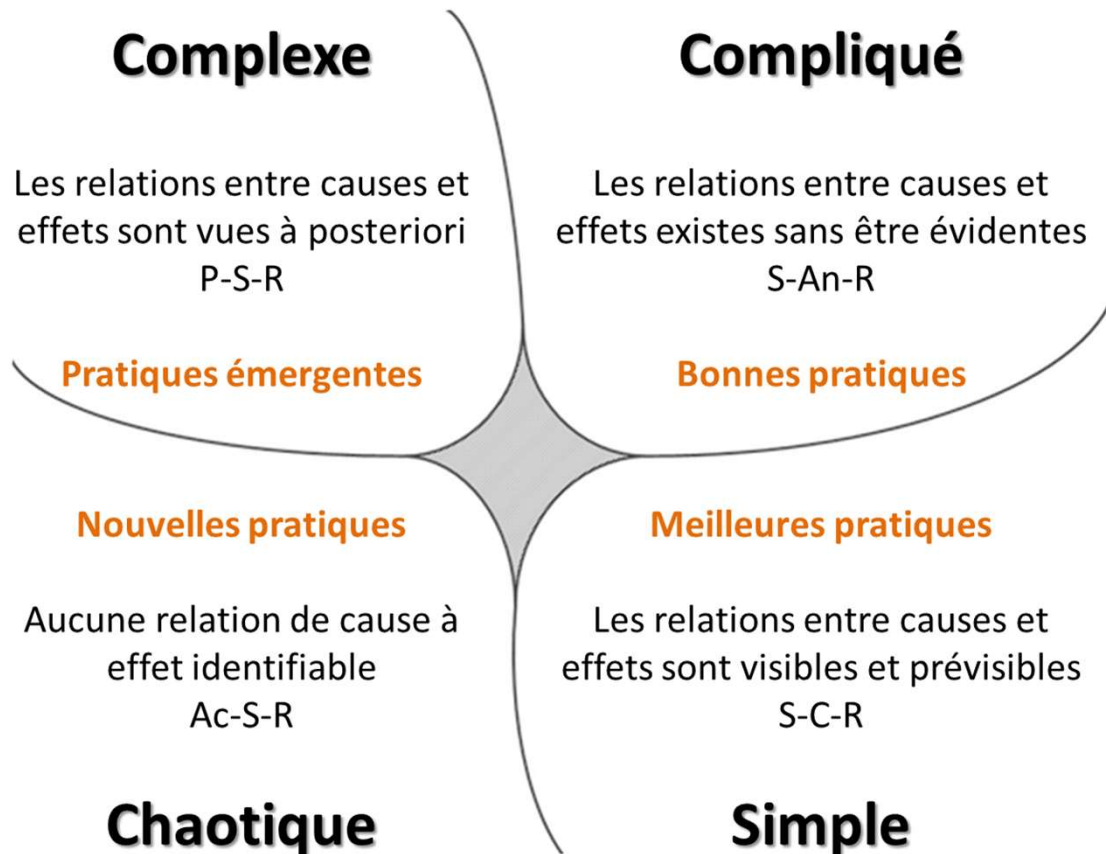 Complexe
Les relations entre causes et
effets sont vues à posteriori
P-S-R
Pratiques émergentes
Compliqué
Les relations entre causes et
effets existes sans être évidentes
S-An-R
Bonnes pratiques
Nouvelles pratiques
Aucune relation de cause à
effet identifiable
Ac-S-R
Chaotique
Meilleures pratiques
Les relations entre causes et
effets sont visibles et prévisibles
S-C-R
Simple